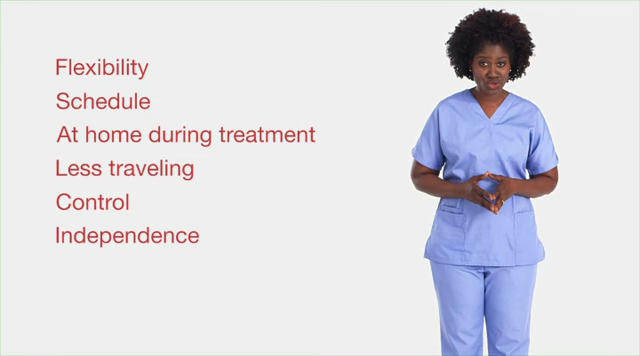 Flexibility
Schedule
At home during treatment
Less traveling
Control
Independence